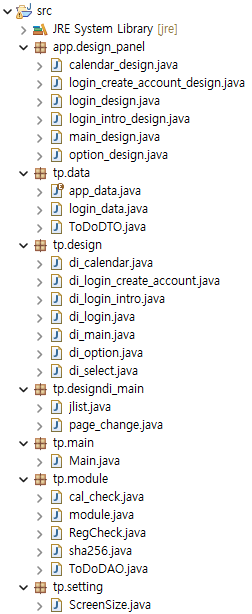 src
JRE System Library [jre]
app.design_panel
calendar_design.java
login_create_account_design.java
login_design.java
login_intro_design.java
main_design.java
option_design.java
tp.data
app_data.java
login_data.java
ToDoDTO.java
tp.design
di_calendar.java
di_login_create_account.java
di_login_intro.java
di_login.java
di_main.java
di_option.java
di_select.java
tp.designdi_main
jlist.java
page_change.java
tp.main
Main.java
tp.module
cal_check.java
module.java
RegCheck.java
sha256.java
ToDoDAO.java
tp.setting
ScreenSize.java